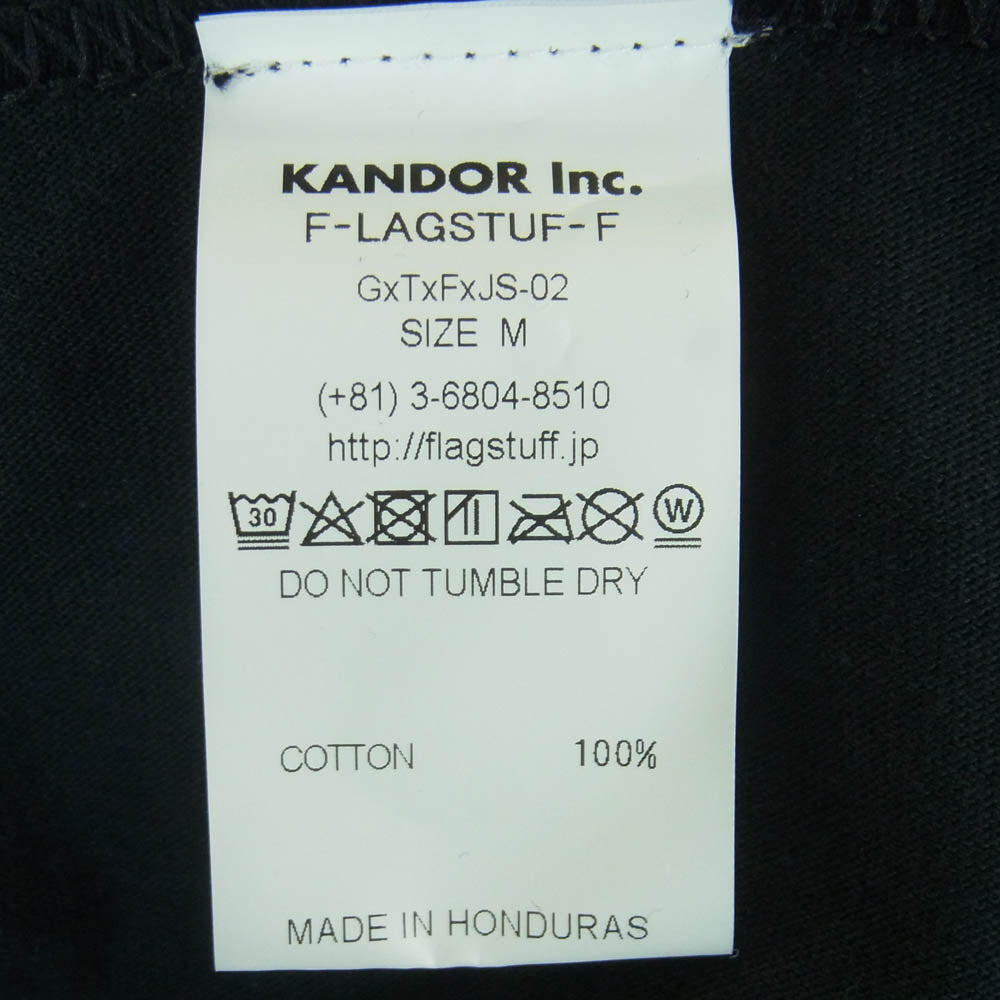 KANDOR Inc.
F-LAGSTUF-F
GxTxFxJS-02
SIZE M
(+81) 3-6804-8510
http://flagstuff.jp
30 W
DO NOT TUMBLE DRY
COTTON 100%
MADE IN HONDURAS